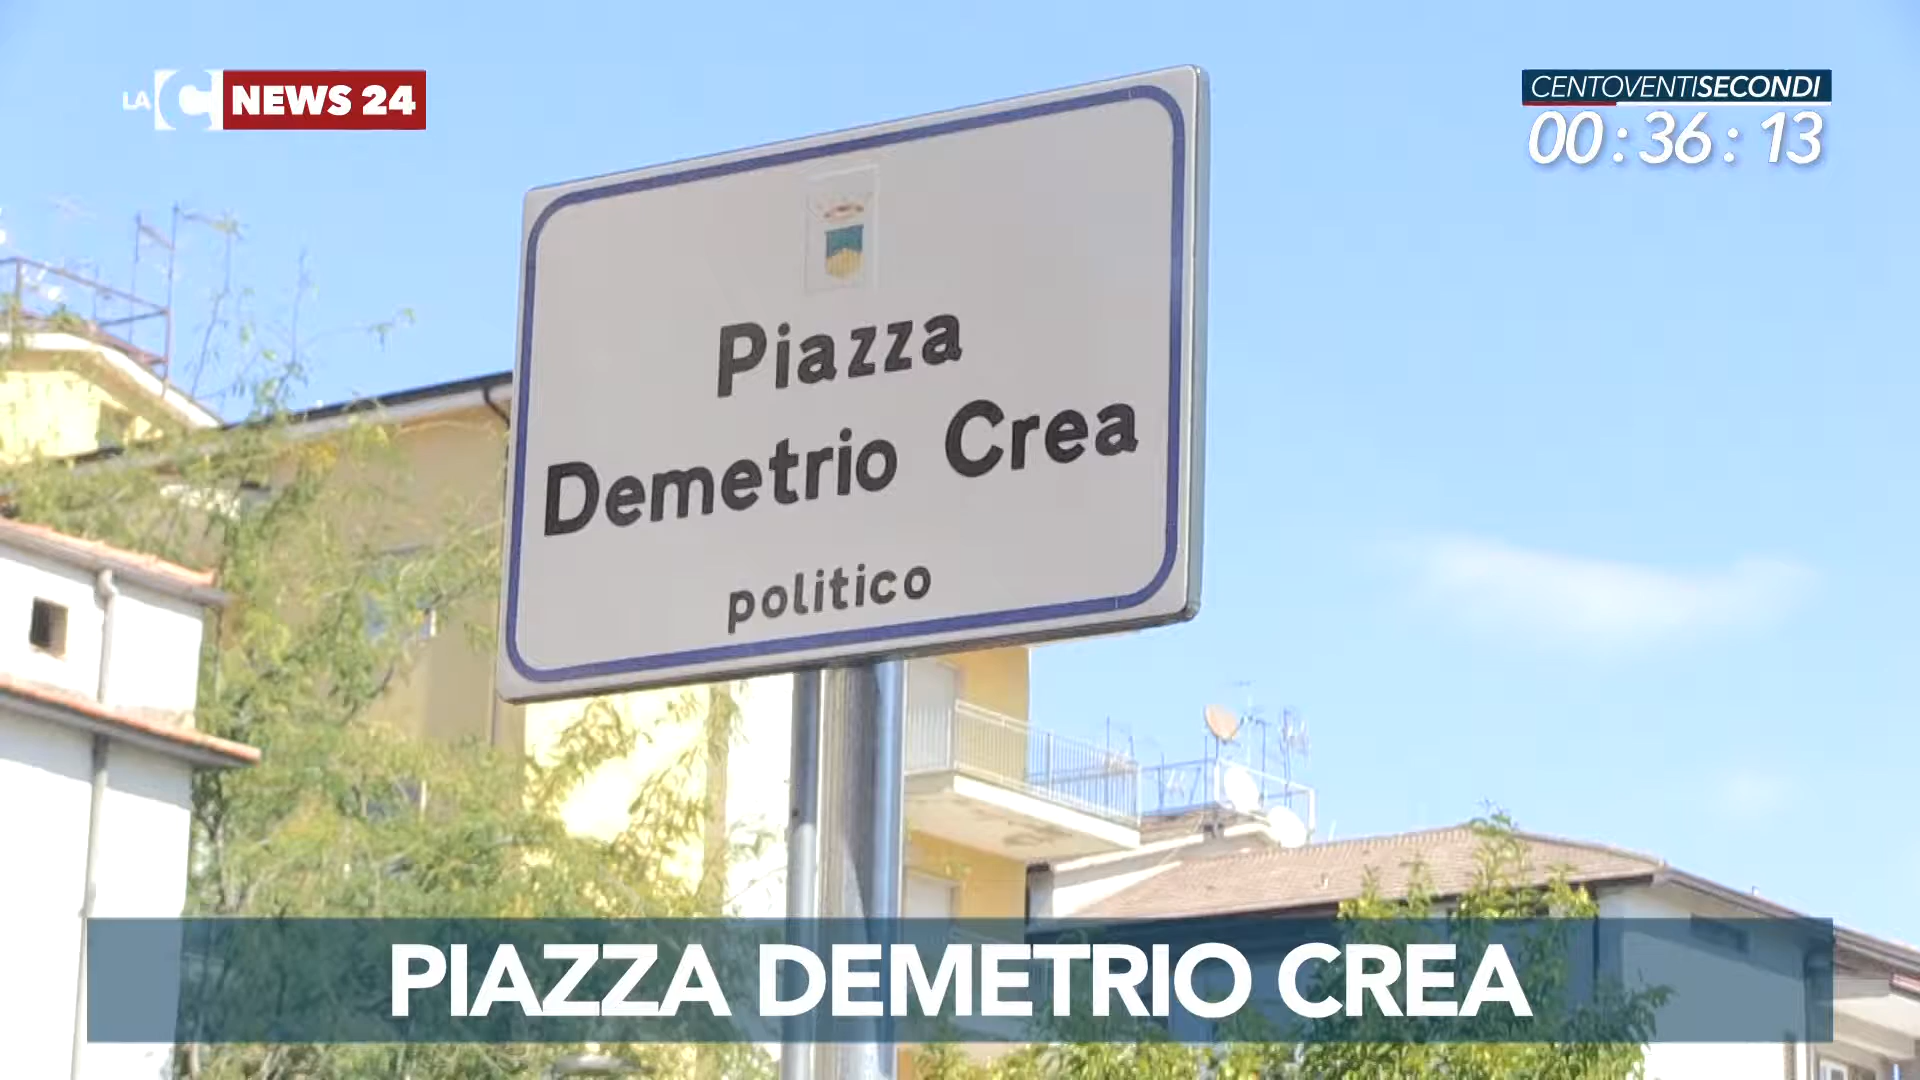 LA C NEWS 24
CENTOVENTISECONDI
00:36:13
Piazza
Demetrio Crea
politico
PIAZZA DEMETRIO CREA